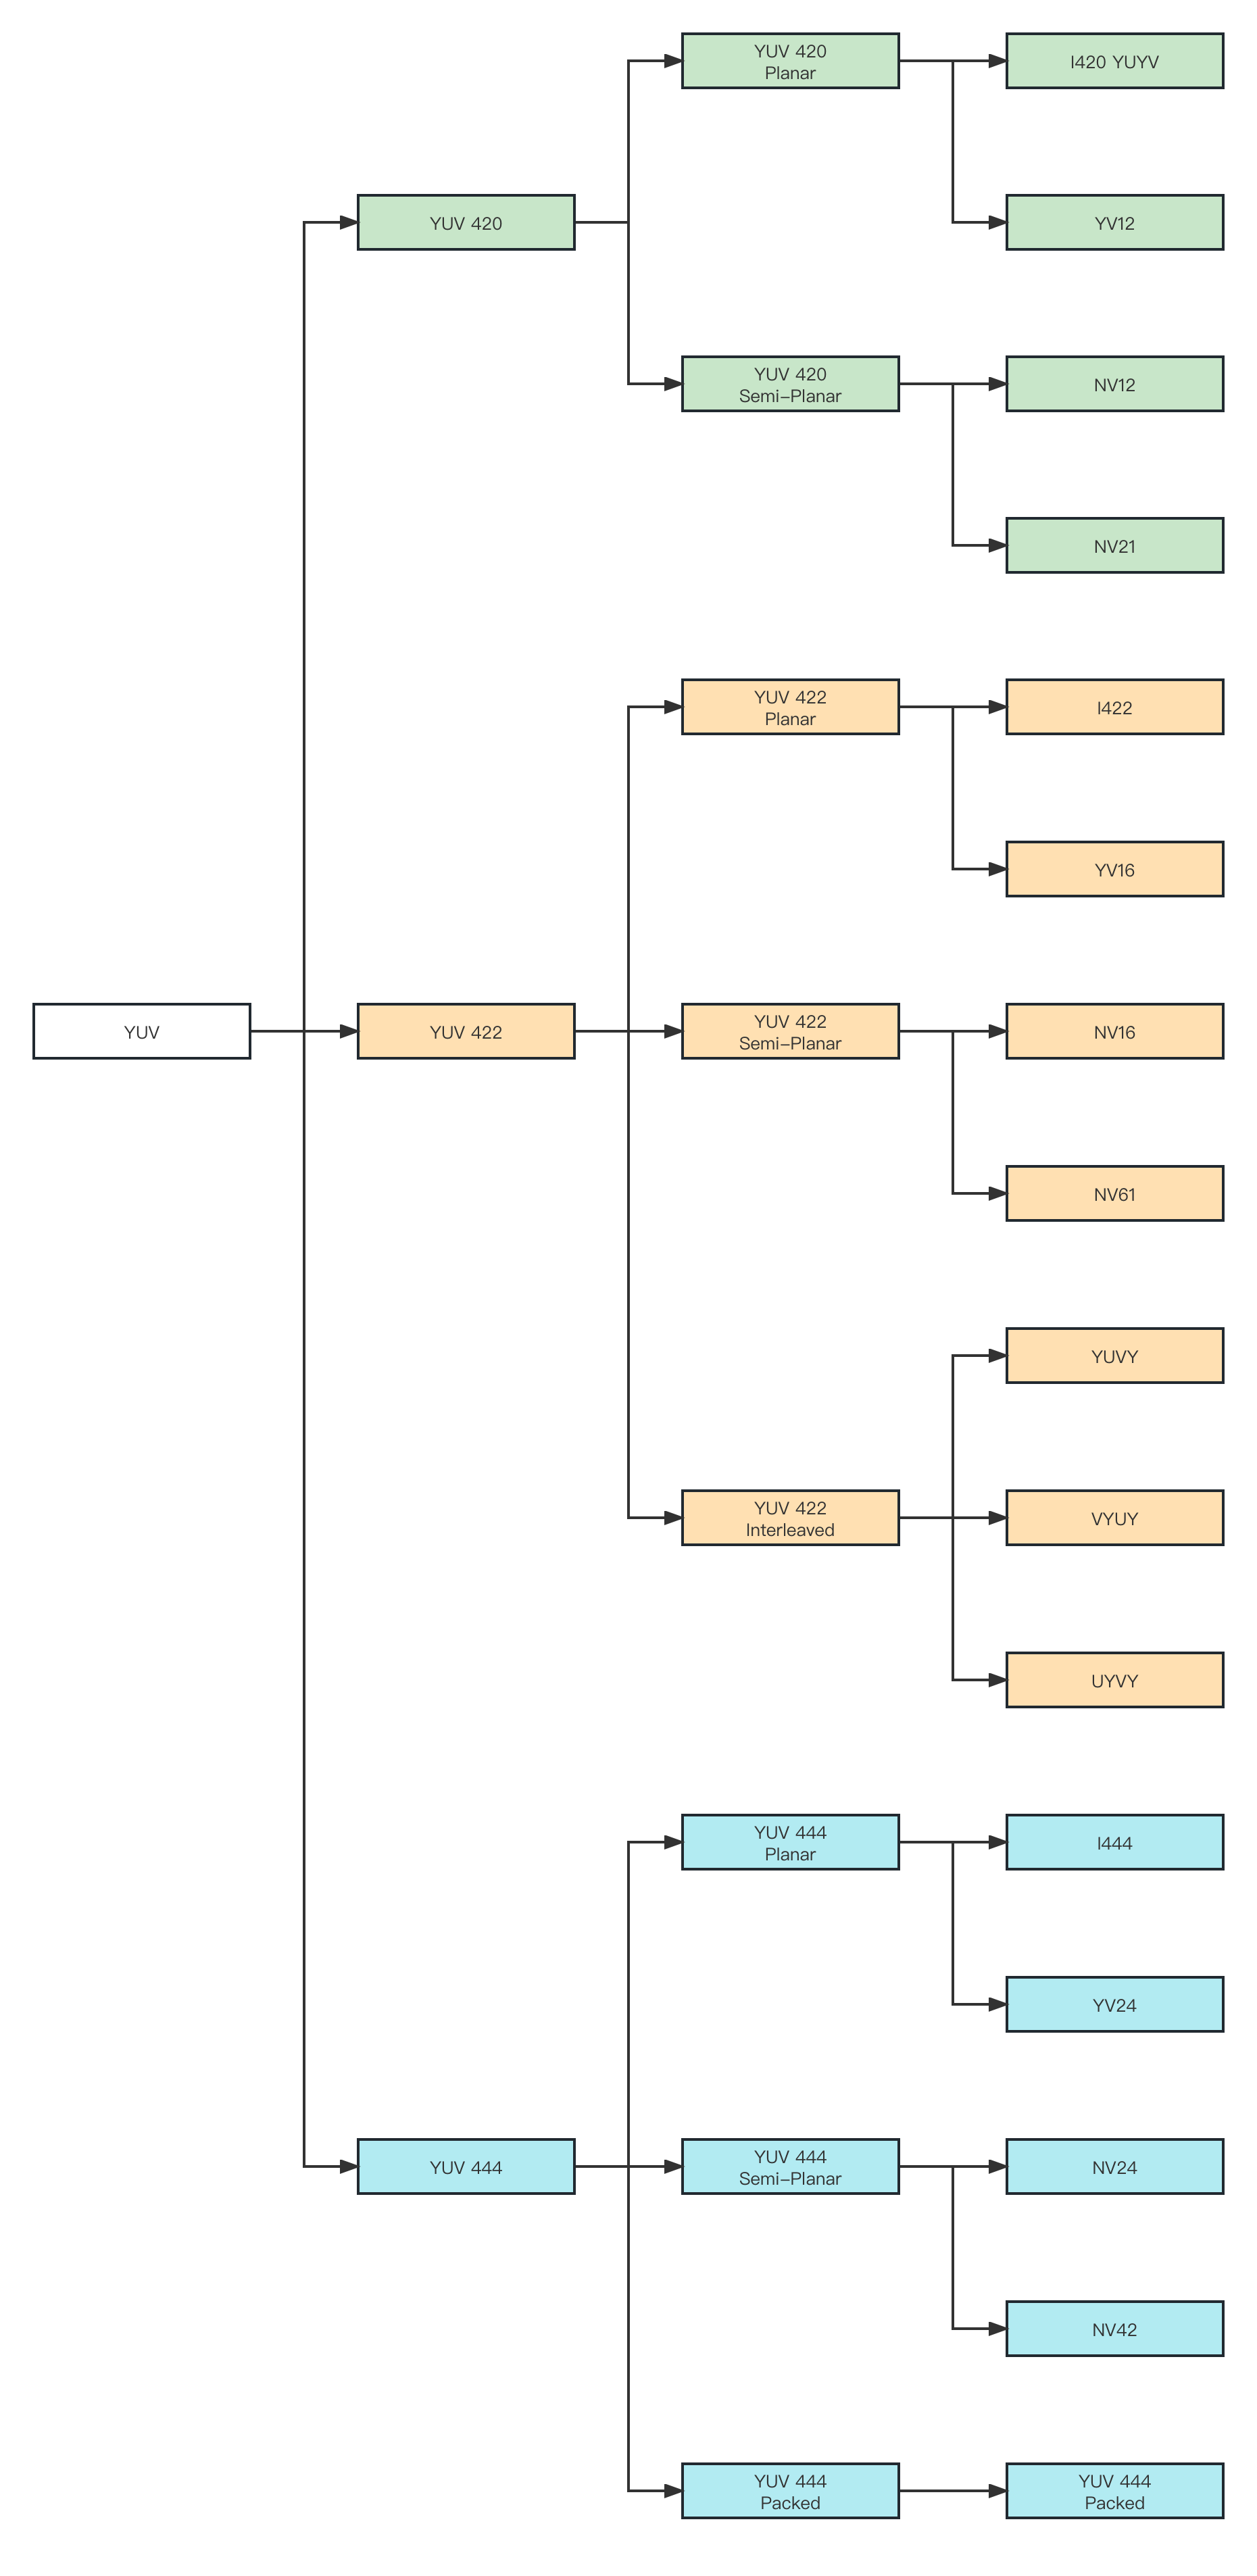 YUV 420
Planar
I420 YUYV
YUV 420
YV12
YUV 420
Semi-Planar
NV12
NV21
YUV 422
Planar
I422
YV16
YUV
YUV 422
YUV 422
Semi-Planar
NV16
NV61
YUVY
YUV 422
Interleaved
VYUY
UYVY
YUV 444
Planar
I444
YV24
YUV 444
YUV 444
Semi-Planar
NV24
NV42
YUV 444
Packed
YUV 444
Packed